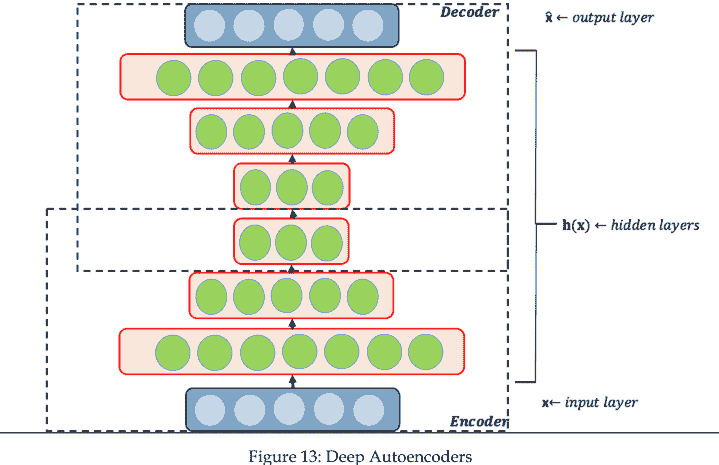 Decoder
x̂ ← output layer
h(x) ← hidden layers
x← input layer
Encoder
Figure 13: Deep Autoencoders